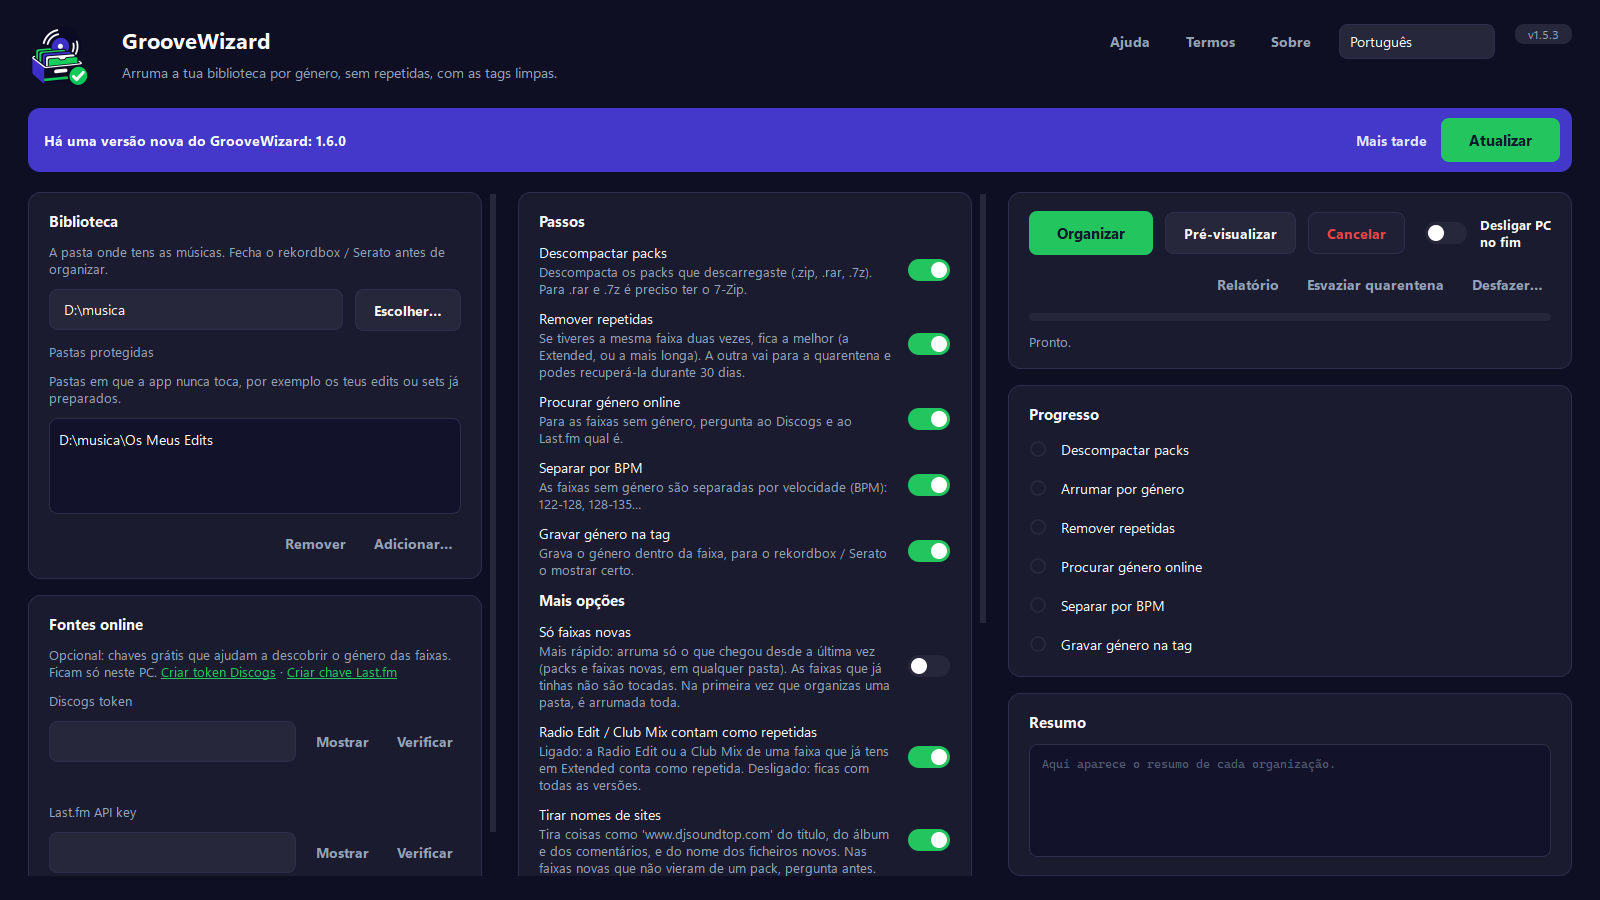 GrooveWizard
Arruma a tua biblioteca por género, sem repetidas, com as tags limpas.
Ajuda
Termos
Sobre
Português
v1.5.3
Há uma versão nova do GrooveWizard: 1.6.0
Mais tarde
Atualizar
Biblioteca
A pasta onde tens as músicas. Fecha o rekordbox / Serato antes de
organizar.
D:\musica
Escolher...
Pastas protegidas
Pastas em que a app nunca toca, por exemplo os teus edits ou sets já
preparados.
D:\musica\Os Meus Edits
Remover
Adicionar...
Fontes online
Opcional: chaves grátis que ajudam a descobrir o género das faixas.
Ficam só neste PC. Criar token Discogs · Criar chave Last.fm
Discogs token
Mostrar
Verificar
Last.fm API key
Mostrar
Verificar
Passos
Descompactar packs
Descompacta os packs que descarregaste (.zip, .rar, .7z).
Para .rar e .7z é preciso ter o 7-Zip.
Remover repetidas
Se tiveres a mesma faixa duas vezes, fica a melhor (a
Extended, ou a mais longa). A outra vai para a quarentena e
podes recuperá-la durante 30 dias.
Procurar género online
Para as faixas sem género, pergunta ao Discogs e ao
Last.fm qual é.
Separar por BPM
As faixas sem género são separadas por velocidade (BPM):
122-128, 128-135...
Gravar género na tag
Grava o género dentro da faixa, para o rekordbox / Serato
o mostrar certo.
Mais opções
Só faixas novas
Mais rápido: arruma só o que chegou desde a última vez
(packs e faixas novas, em qualquer pasta). As faixas que já
tinhas não são tocadas. Na primeira vez que organizas uma
pasta, é arrumada toda.
Radio Edit / Club Mix contam como repetidas
Ligado: a Radio Edit ou a Club Mix de uma faixa que já tens
em Extended conta como repetida. Desligado: ficas com
todas as versões.
Tirar nomes de sites
Tira coisas como 'www.djsoundtop.com' do título, do álbum
e dos comentários, e do nome dos ficheiros novos. Nas
faixas novas que não vieram de um pack, pergunta antes.
Organizar
Pré-visualizar
Cancelar
Desligar PC
no fim
Relatório
Esvaziar quarentena
Desfazer...
Pronto.
Progresso
Descompactar packs
Arrumar por género
Remover repetidas
Procurar género online
Separar por BPM
Gravar género na tag
Resumo
Aqui aparece o resumo de cada organização.